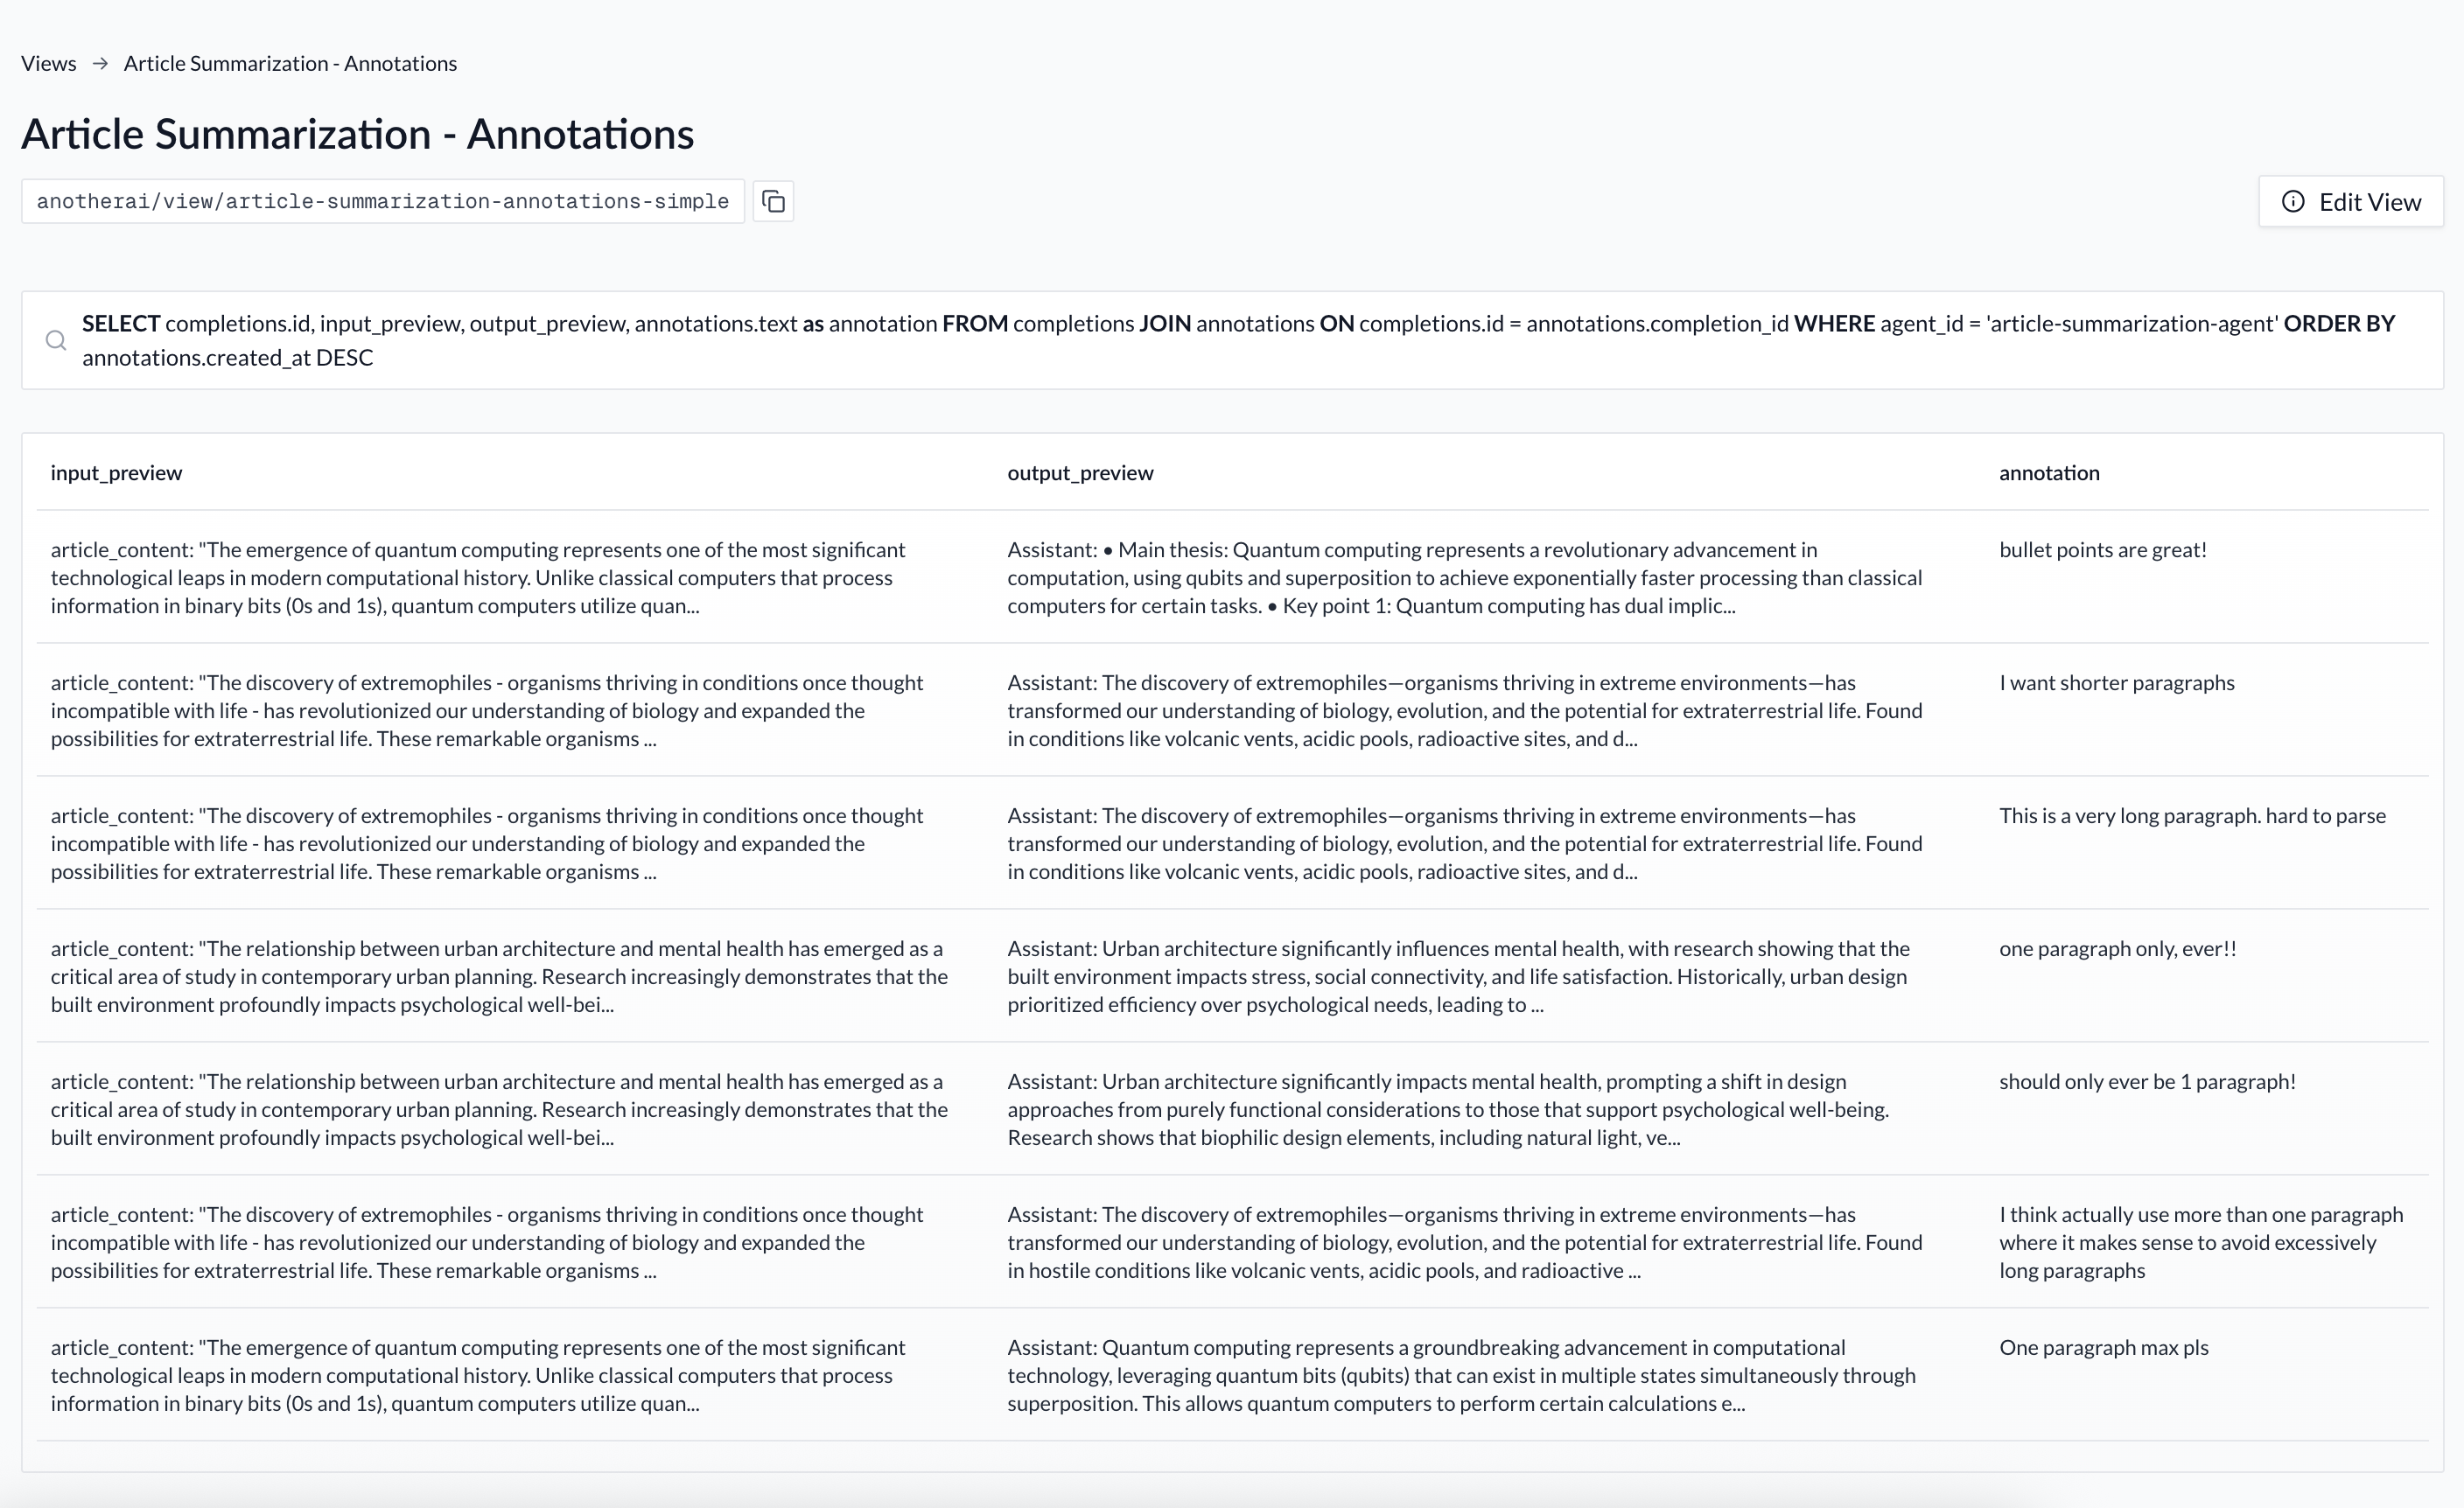 Views → Article Summarization - Annotations
Article Summarization - Annotations
anotherai/view/article-summarization-annotations-simple
Edit View
SELECT completions.id, input_preview, output_preview, annotations.text as annotation FROM completions JOIN annotations ON completions.id = annotations.completion_id WHERE agent_id = 'article-summarization-agent' ORDER BY
annotations.created_at DESC
input_preview
output_preview
annotation
article_content: "The emergence of quantum computing represents one of the most significant
technological leaps in modern computational history. Unlike classical computers that process
information in binary bits (0s and 1s), quantum computers utilize quan...
Assistant: • Main thesis: Quantum computing represents a revolutionary advancement in
computation, using qubits and superposition to achieve exponentially faster processing than classical
computers for certain tasks. • Key point 1: Quantum computing has dual implic...
bullet points are great!
article_content: "The discovery of extremophiles - organisms thriving in conditions once thought
incompatible with life - has revolutionized our understanding of biology and expanded the
possibilities for extraterrestrial life. These remarkable organisms ...
Assistant: The discovery of extremophiles—organisms thriving in extreme environments—has
transformed our understanding of biology, evolution, and the potential for extraterrestrial life. Found
in conditions like volcanic vents, acidic pools, radioactive sites, and d...
I want shorter paragraphs
article_content: "The discovery of extremophiles - organisms thriving in conditions once thought
incompatible with life - has revolutionized our understanding of biology and expanded the
possibilities for extraterrestrial life. These remarkable organisms ...
Assistant: The discovery of extremophiles—organisms thriving in extreme environments—has
transformed our understanding of biology, evolution, and the potential for extraterrestrial life. Found
in conditions like volcanic vents, acidic pools, radioactive sites, and d...
This is a very long paragraph. hard to parse
article_content: "The relationship between urban architecture and mental health has emerged as a
critical area of study in contemporary urban planning. Research increasingly demonstrates that the
built environment profoundly impacts psychological well-bei...
Assistant: Urban architecture significantly influences mental health, with research showing that the
built environment impacts stress, social connectivity, and life satisfaction. Historically, urban design
prioritized efficiency over psychological needs, leading to ...
one paragraph only, ever!!
article_content: "The relationship between urban architecture and mental health has emerged as a
critical area of study in contemporary urban planning. Research increasingly demonstrates that the
built environment profoundly impacts psychological well-bei...
Assistant: Urban architecture significantly impacts mental health, prompting a shift in design
approaches from purely functional considerations to those that support psychological well-being.
Research shows that biophilic design elements, including natural light, ve...
should only ever be 1 paragraph!
article_content: "The discovery of extremophiles - organisms thriving in conditions once thought
incompatible with life - has revolutionized our understanding of biology and expanded the
possibilities for extraterrestrial life. These remarkable organisms ...
Assistant: The discovery of extremophiles—organisms thriving in extreme environments—has
transformed our understanding of biology, evolution, and the potential for extraterrestrial life. Found
in hostile conditions like volcanic vents, acidic pools, and radioactive ...
I think actually use more than one paragraph
where it makes sense to avoid excessively
long paragraphs
article_content: "The emergence of quantum computing represents one of the most significant
technological leaps in modern computational history. Unlike classical computers that process
information in binary bits (0s and 1s), quantum computers utilize quan...
Assistant: Quantum computing represents a groundbreaking advancement in computational
technology, leveraging quantum bits (qubits) that can exist in multiple states simultaneously through
superposition. This allows quantum computers to perform certain calculations e...
One paragraph max pls